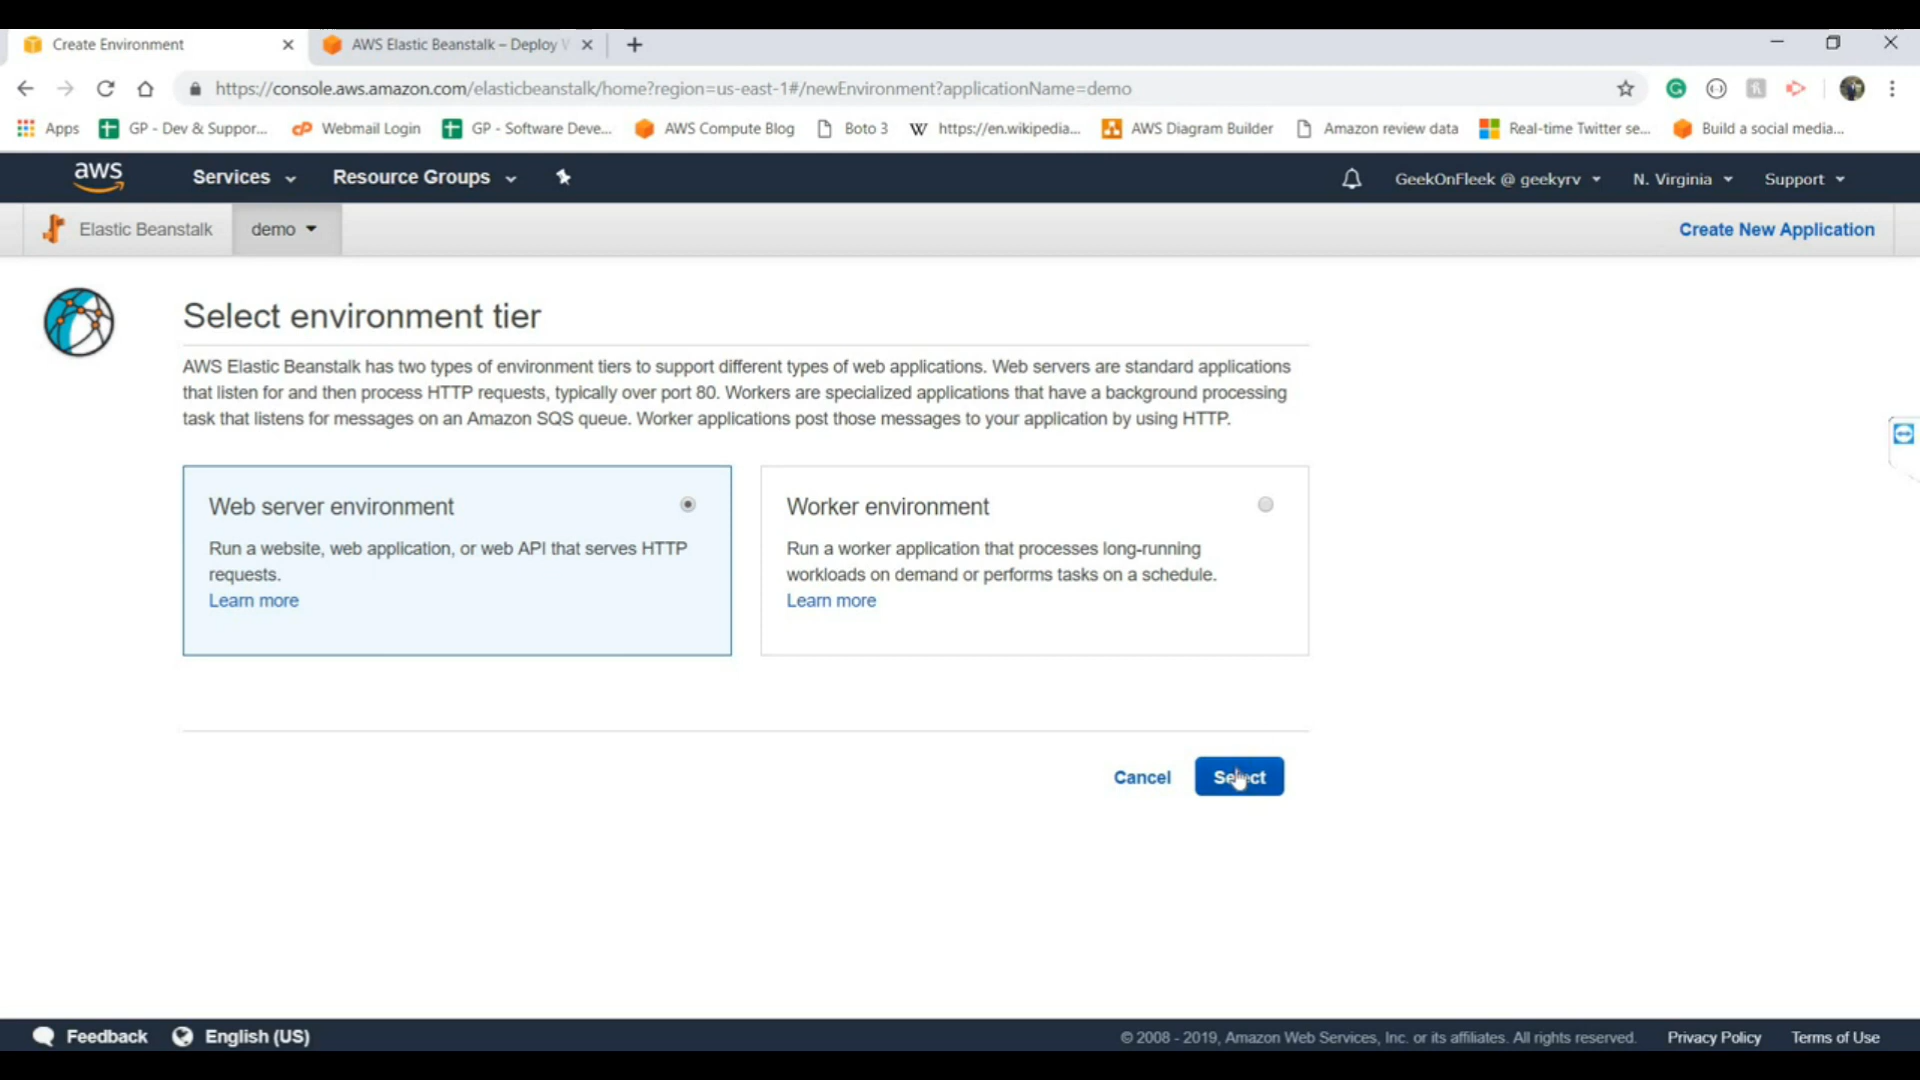 Create Environment
AWS Elastic Beanstalk – Deploy
https://console.aws.amazon.com/elasticbeanstalk/home?region=us-east-1#/newEnvironment?applicationName=demo
Apps GP - Dev & Suppor... Webmail Login GP - Software Deve... AWS Compute Blog Boto 3 https://en.wikipedia... AWS Diagram Builder Amazon review data Real-time Twitter se... Build a social media...
aws Services Resource Groups GeekOnFleek @ geekyrv N. Virginia Support
Elastic Beanstalk demo Create New Application
Select environment tier
AWS Elastic Beanstalk has two types of environment tiers to support different types of web applications. Web servers are standard applications
that listen for and then process HTTP requests, typically over port 80. Workers are specialized applications that have a background processing
task that listens for messages on an Amazon SQS queue. Worker applications post those messages to your application by using HTTP.
Web server environment
Run a website, web application, or web API that serves HTTP
requests.
Learn more
Worker environment
Run a worker application that processes long-running
workloads on demand or performs tasks on a schedule.
Learn more
Cancel Select
Feedback English (US) © 2008 - 2019, Amazon Web Services, Inc. or its affiliates. All rights reserved. Privacy Policy Terms of Use